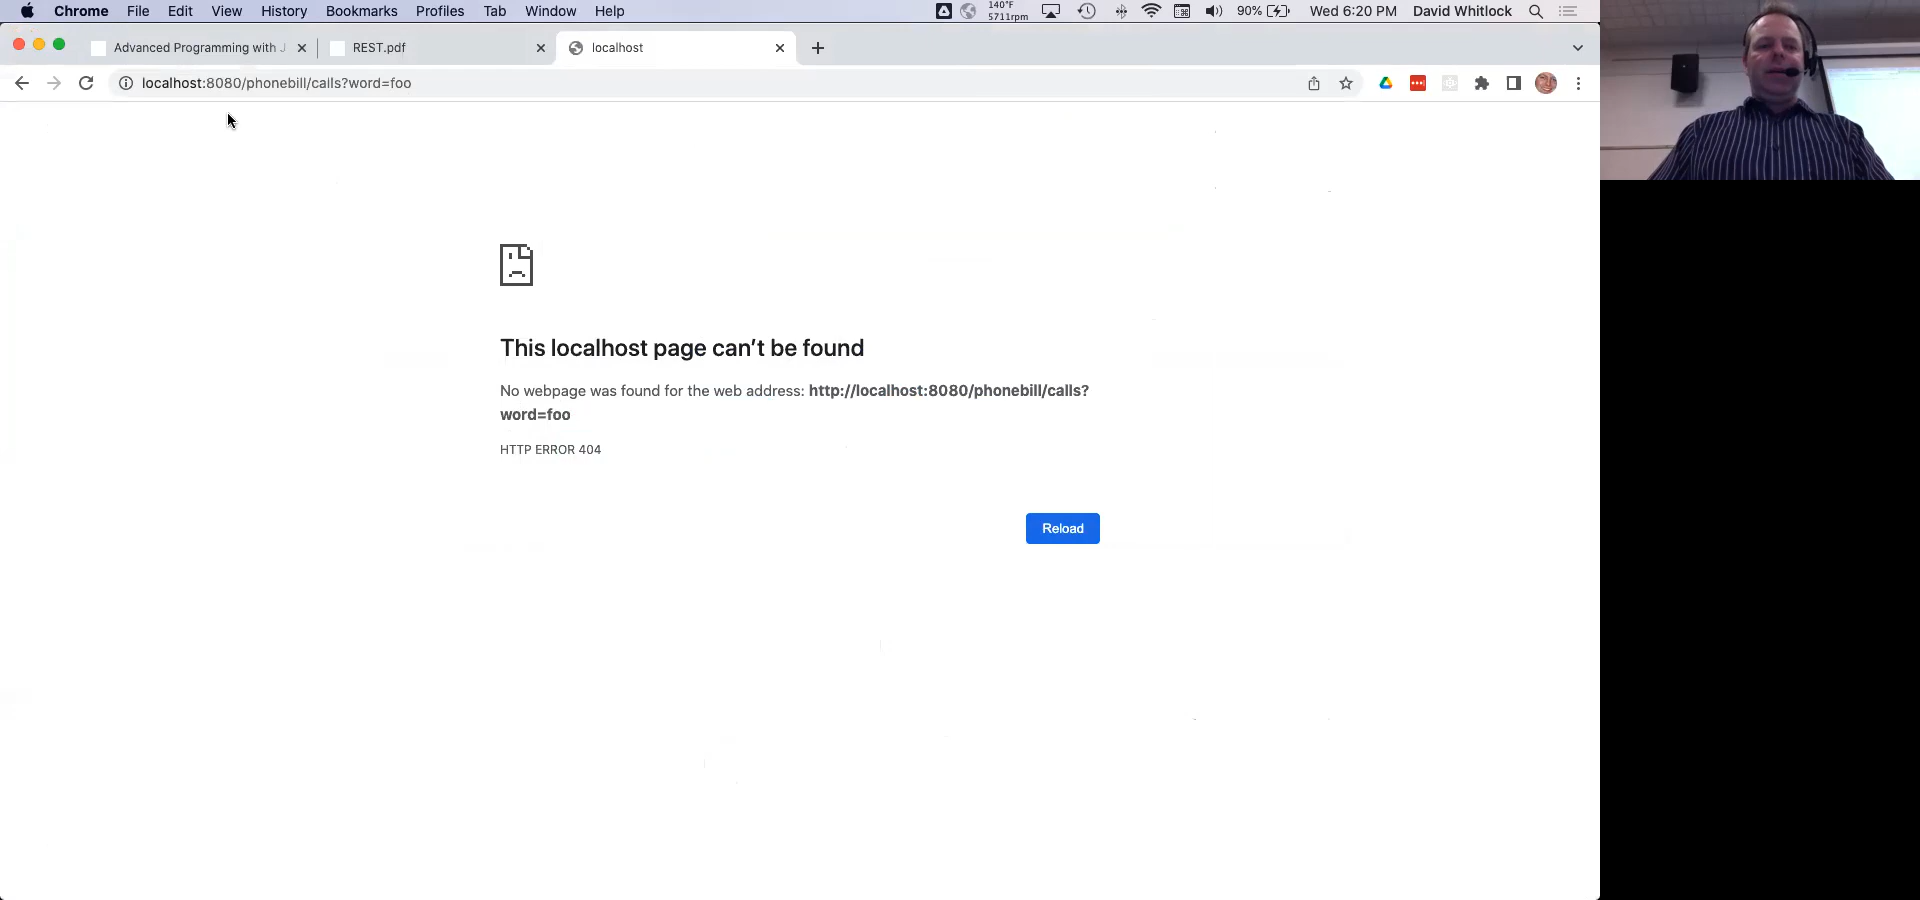 Chrome File Edit View History Bookmarks Profiles Tab Window Help 140°F 5711rpm 90% Wed 6:20 PM David Whitlock
Advanced Programming with J REST.pdf localhost
localhost:8080/phonebill/calls?word=foo
This localhost page can’t be found
No webpage was found for the web address: http://localhost:8080/phonebill/calls?
word=foo
HTTP ERROR 404
Reload